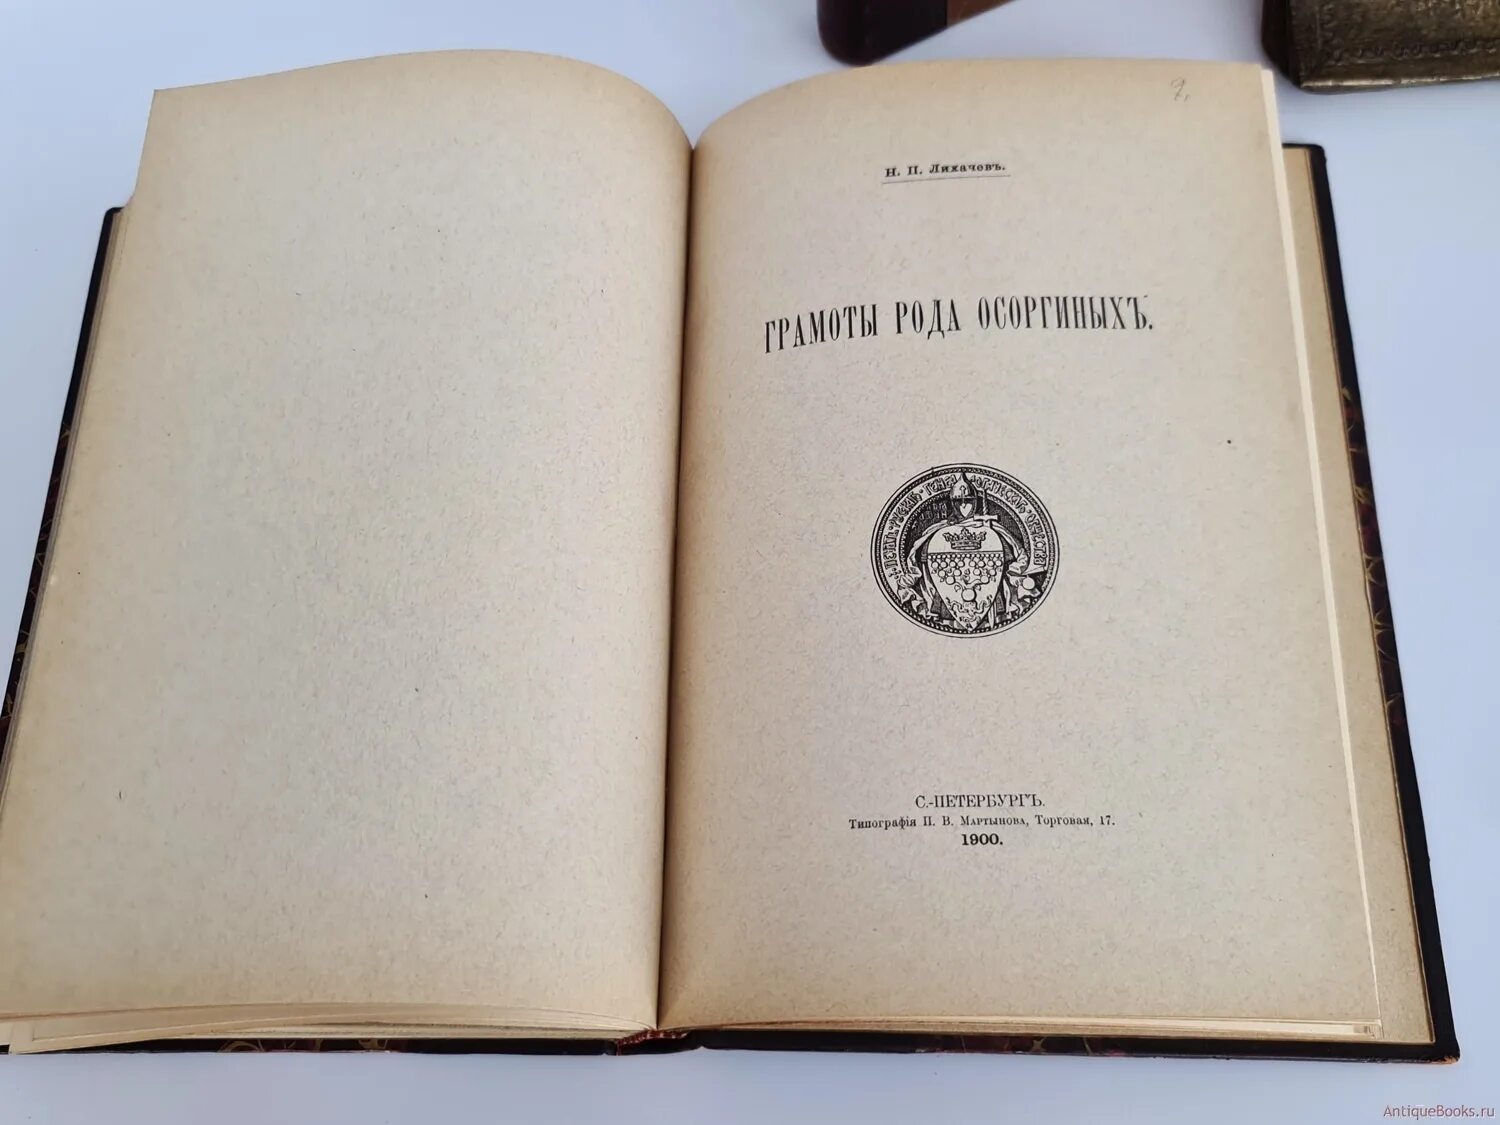 Н. П. Лихачевъ.
ГРАМОТЫ РОДА ОСОРГИНЫХЪ.
С.-ПЕТЕРБУРГЪ.
Типографія П. В. Мартынова, Торговая, 17.
1900.
AntiqueBooks.ru